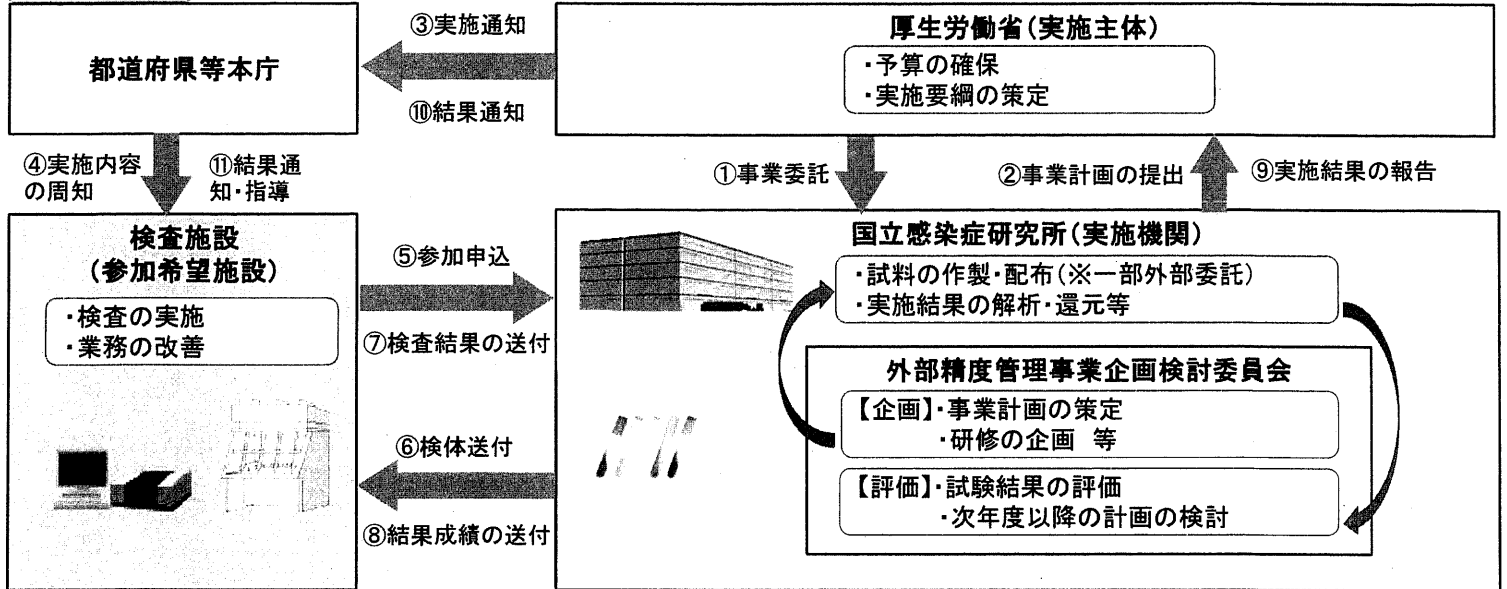 ③実施通知
厚生労働省(実施主体)
都道府県等本庁
・予算の確保
・実施要綱の策定
⑩結果通知
④実施内容
の周知
⑪結果通
知・指導
①事業委託
②事業計画の提出
⑨実施結果の報告
検査施設
(参加希望施設)
・検査の実施
・業務の改善
⑤参加申込
⑦検査結果の送付
⑥検体送付
⑧結果成績の送付
国立感染症研究所(実施機関)
・試料の作製・配布(※一部外部委託)
・実施結果の解析・還元等
外部精度管理事業企画検討委員会
【企画】・事業計画の策定
・研修の企画 等
【評価】・試験結果の評価
・次年度以降の計画の検討